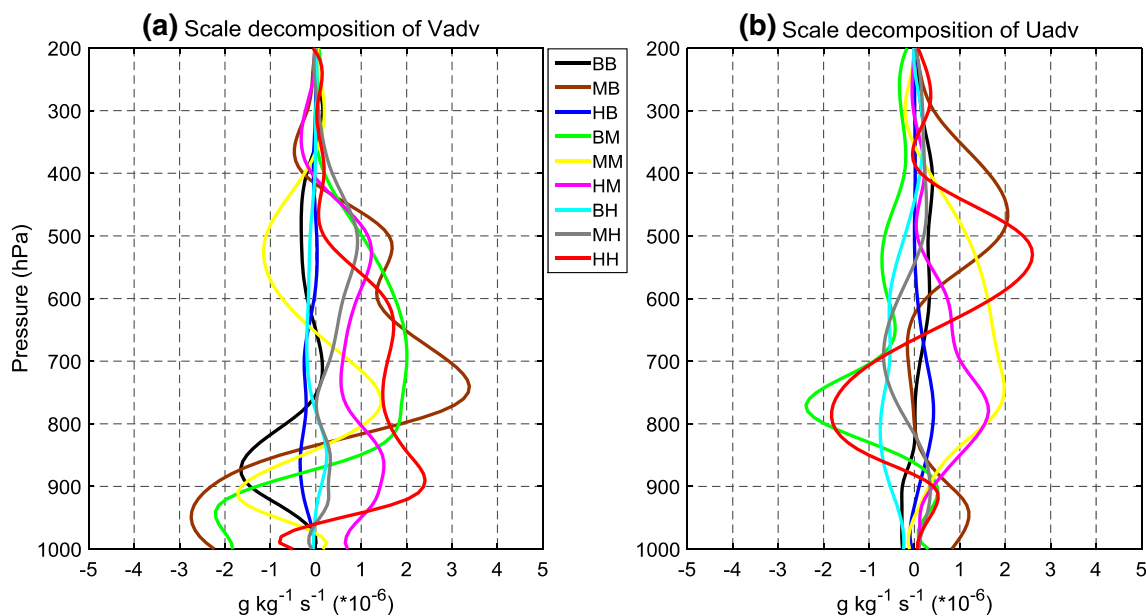 (a) Scale decomposition of Vadv
200
300
400
500
600
700
800
900
1000
Pressure (hPa)
-5 -4 -3 -2 -1 0 1 2 3 4 5
g kg⁻¹ s⁻¹ (*10⁻⁶)
BB
MB
HB
BM
MM
HM
BH
MH
HH
(b) Scale decomposition of Uadv
200
300
400
500
600
700
800
900
1000
-5 -4 -3 -2 -1 0 1 2 3 4 5
g kg⁻¹ s⁻¹ (*10⁻⁶)